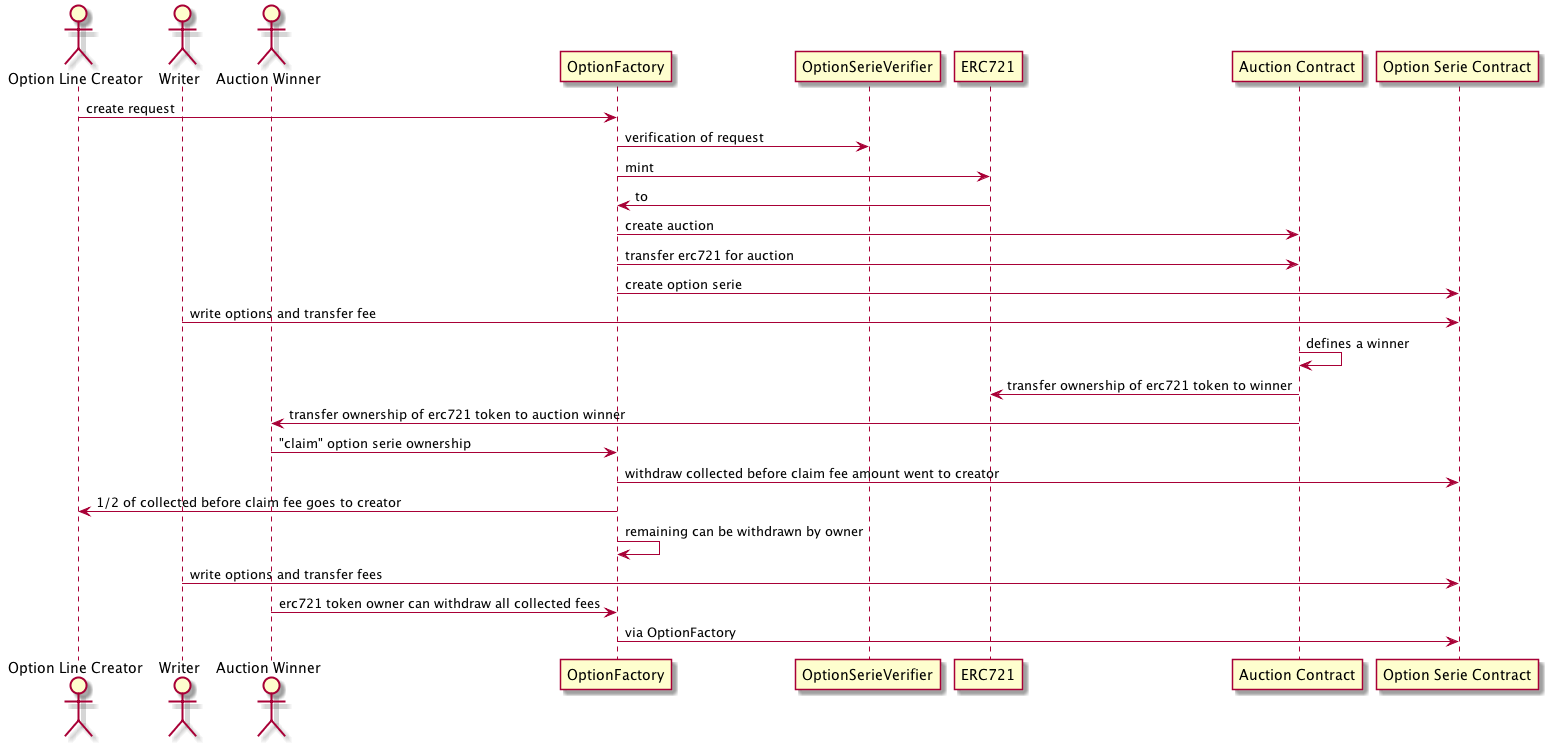 Option Line Creator
Writer
Auction Winner
OptionFactory
OptionSerieVerifier
ERC721
Auction Contract
Option Serie Contract
create request
verification of request
mint
to
create auction
transfer erc721 for auction
create option serie
write options and transfer fee
defines a winner
transfer ownership of erc721 token to winner
transfer ownership of erc721 token to auction winner
"claim" option serie ownership
withdraw collected before claim fee amount went to creator
1/2 of collected before claim fee goes to creator
remaining can be withdrawn by owner
write options and transfer fees
erc721 token owner can withdraw all collected fees
via OptionFactory
Option Line Creator
Writer
Auction Winner
OptionFactory
OptionSerieVerifier
ERC721
Auction Contract
Option Serie Contract